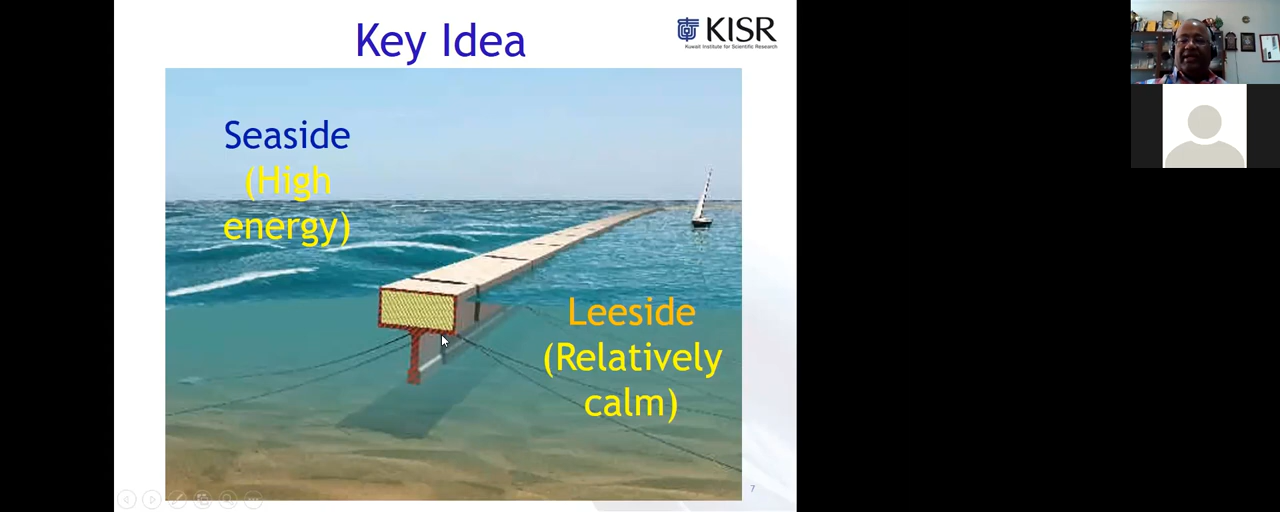 Key Idea
KISR
Kuwait Institute for Scientific Research
Seaside
(High
energy)
Leeside
(Relatively
calm)
7